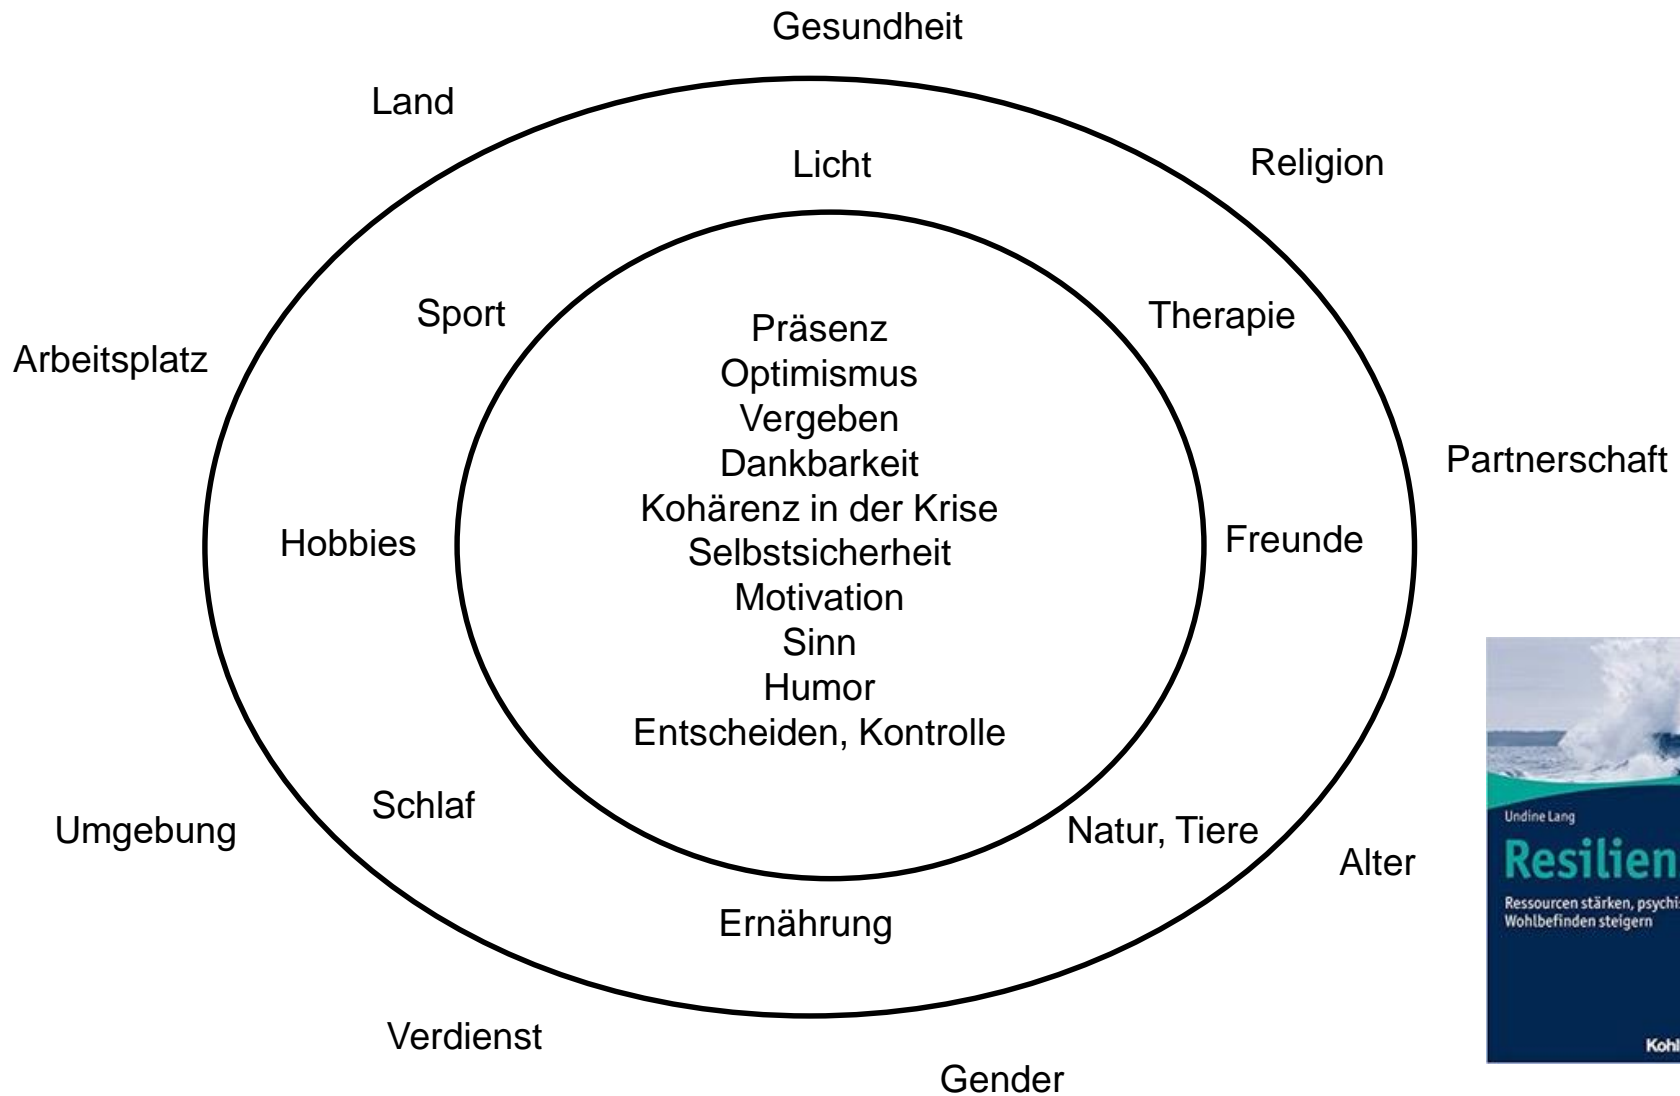 Gesundheit
Land
Licht
Religion
Sport
Therapie
Arbeitsplatz
Präsenz
Optimismus
Vergeben
Dankbarkeit
Kohärenz in der Krise
Selbstsicherheit
Motivation
Sinn
Humor
Entscheiden, Kontrolle
Partnerschaft
Hobbies
Freunde
Schlaf
Umgebung
Natur, Tiere
Alter
Ernährung
Verdienst
Gender
Undine Lang
Resilien
Ressourcen stärken, psychi
Wohlbefinden steigern
Kohl